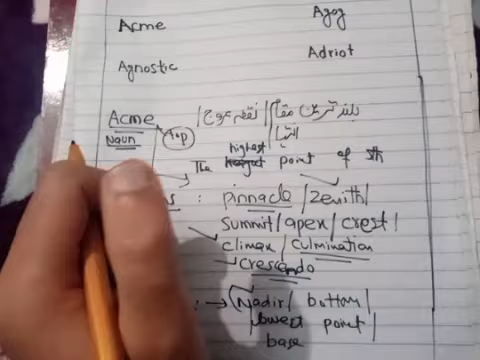 Acme Agog
Agnostic Adriot
Acme | نقطہ عروج | بلند ترین مقام
Noun top انتہا
highest
The point of sth
s : pinnacle / zenith /
summit / apex / crest /
climax / culmination
crescendo
: → Nadir / bottom /
lowest point /
base